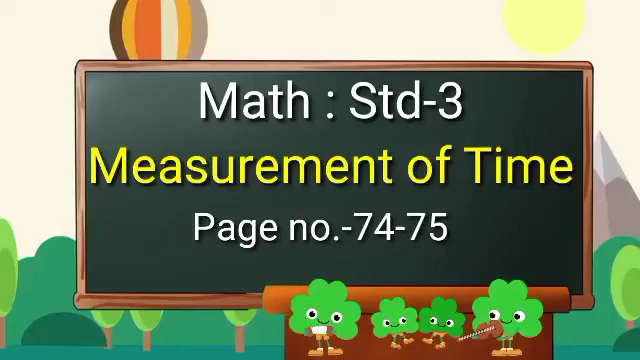 Math : Std-3
Measurement of Time
Page no.-74-75